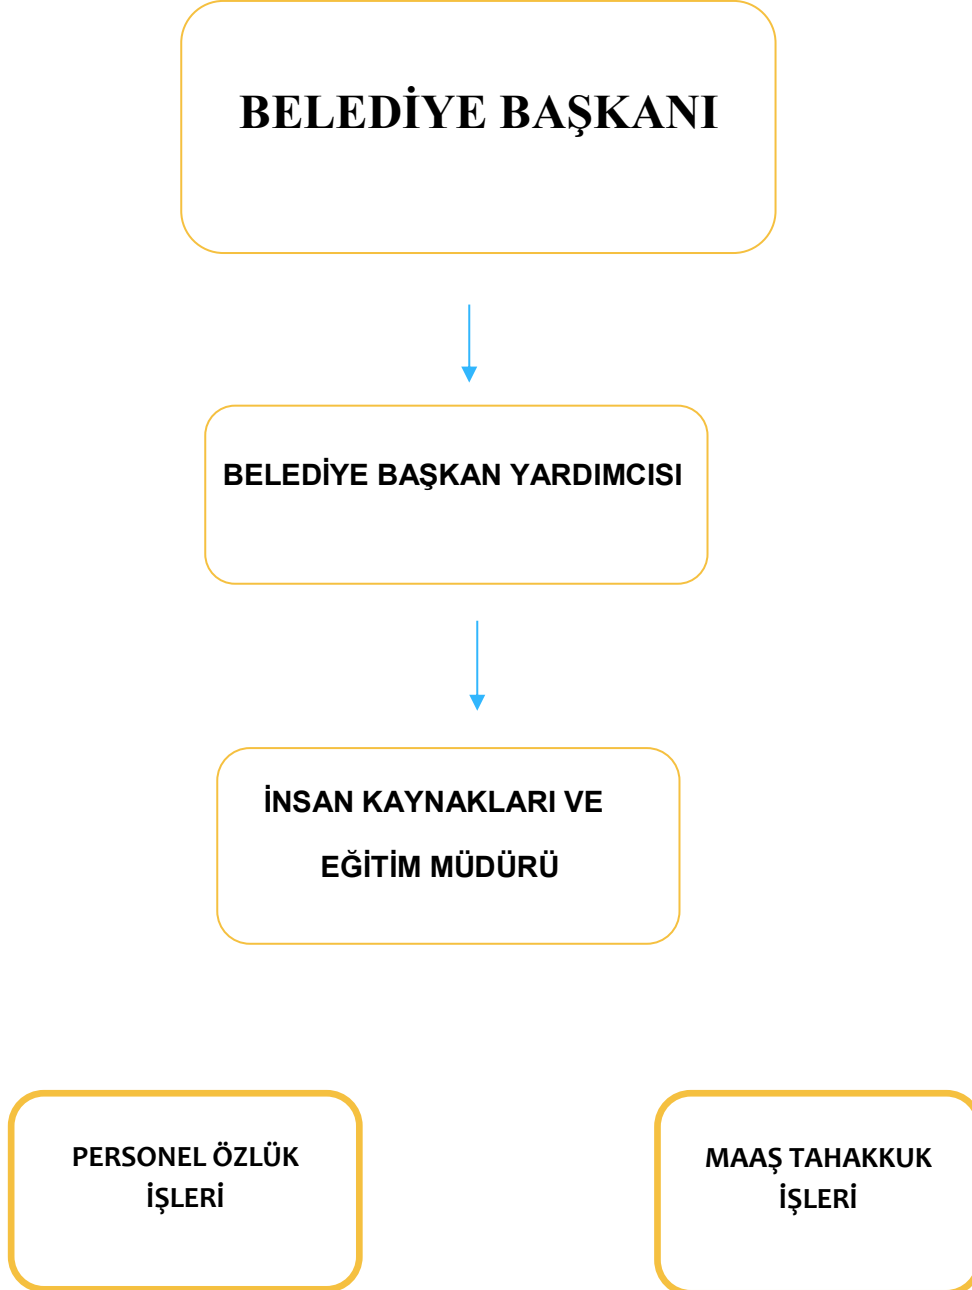 BELEDİYE BAŞKANI
BELEDİYE BAŞKAN YARDIMCISI
İNSAN KAYNAKLARI VE
EĞİTİM MÜDÜRÜ
PERSONEL ÖZLÜK
İŞLERİ
MAAŞ TAHAKKUK
İŞLERİ